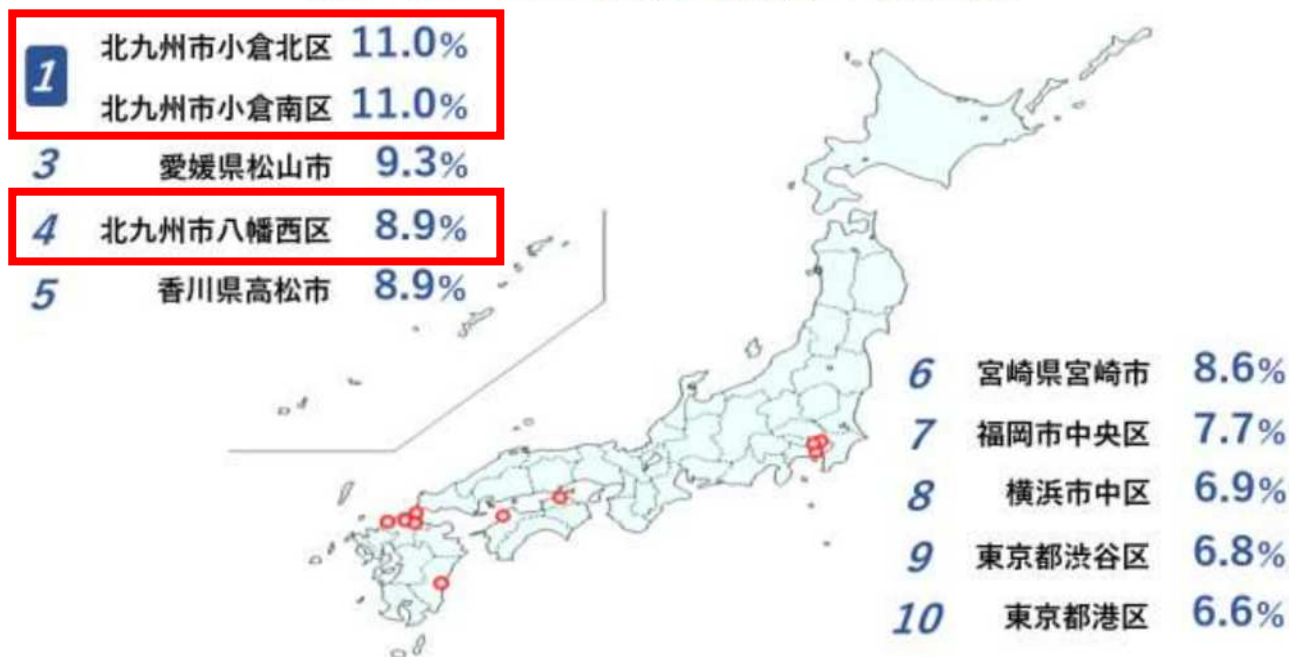 1
北九州市小倉北区 11.0%
北九州市小倉南区 11.0%
3 愛媛県松山市 9.3%
4 北九州市八幡西区 8.9%
5 香川県高松市 8.9%
6 宮崎県宮崎市 8.6%
7 福岡市中央区 7.7%
8 横浜市中区 6.9%
9 東京都渋谷区 6.8%
10 東京都港区 6.6%